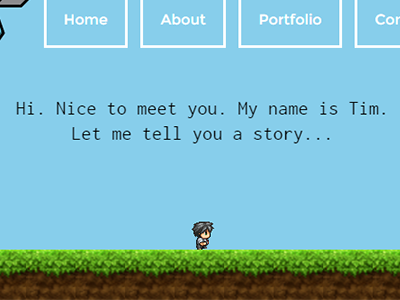 Home About Portfolio
Hi. Nice to meet you. My name is Tim.
Let me tell you a story...